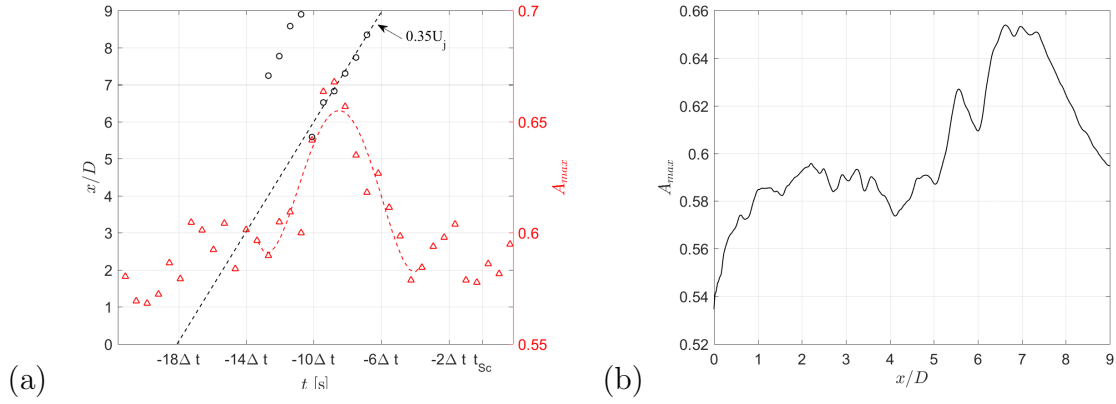 9
8
7
6
5
4
3
2
1
0
x/D
0.35U_j
0.7
0.65
0.6
0.55
A_max
-18Δ t -14Δ t -10Δ t -6Δ t -2Δ t t_Sc
t [s]
(a)
0.66
0.64
0.62
0.6
0.58
0.56
0.54
0.52
A_max
0 1 2 3 4 5 6 7 8 9
x/D
(b)